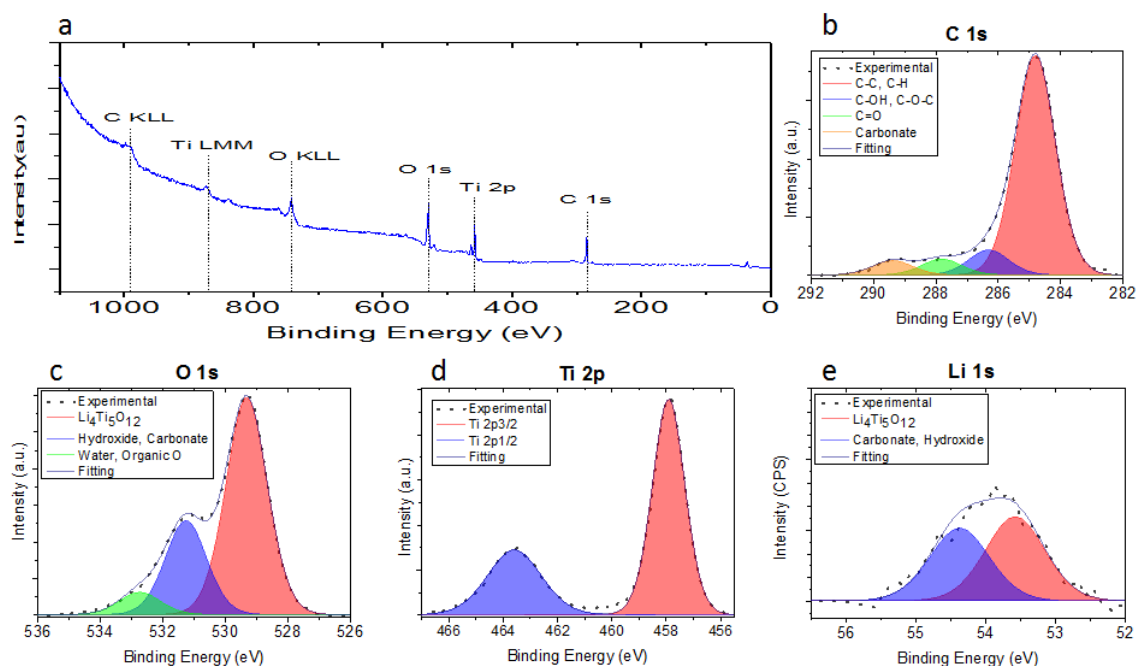 a
C KLL
Ti LMM
O KLL
O 1s
Ti 2p
C 1s
Intensity(au)
1000 800 600 400 200 0
Binding Energy (eV)
b
C 1s
Experimental
C-C, C-H
C-OH, C-O-C
C=O
Carbonate
Fitting
Intensity (a.u.)
292 290 288 286 284 282
Binding Energy (eV)
c
O 1s
Experimental
Li4Ti5O12
Hydroxide, Carbonate
Water, Organic O
Fitting
Intensity (a.u.)
536 534 532 530 528 526
Binding Energy (eV)
d
Ti 2p
Experimental
Ti 2p3/2
Ti 2p1/2
Fitting
Intensity (a.u.)
466 464 462 460 458 456
Binding Energy (eV)
e
Li 1s
Experimental
Li4Ti5O12
Carbonate, Hydroxide
Fitting
Intensity (CPS)
56 55 54 53 52
Binding Energy (eV)